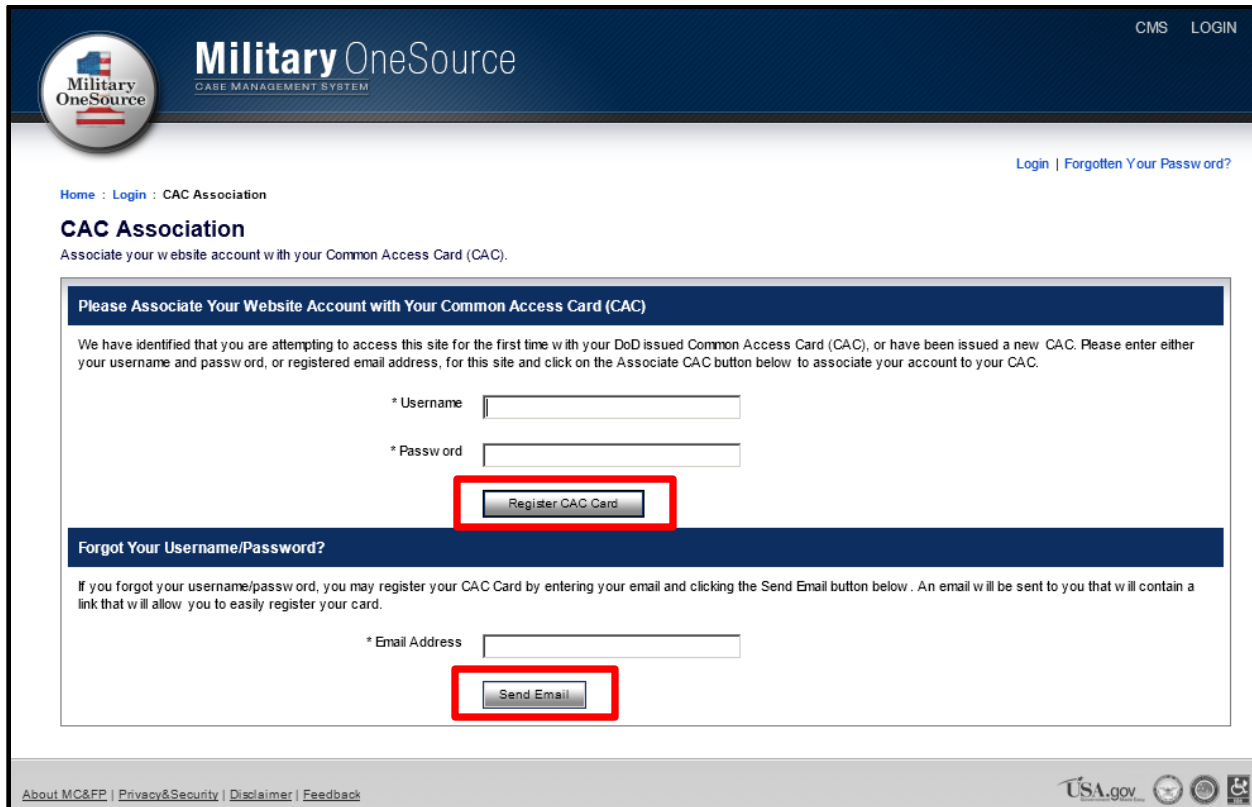 CMS LOGIN
Military OneSource
CASE MANAGEMENT SYSTEM
Military
OneSource
Login | Forgotten Your Password?
Home : Login : CAC Association
CAC Association
Associate your website account with your Common Access Card (CAC).
Please Associate Your Website Account with Your Common Access Card (CAC)
We have identified that you are attempting to access this site for the first time with your DoD issued Common Access Card (CAC), or have been issued a new CAC. Please enter either
your username and password, or registered email address, for this site and click on the Associate CAC button below to associate your account to your CAC.
* Username
* Password
Register CAC Card
Forgot Your Username/Password?
If you forgot your username/password, you may register your CAC Card by entering your email and clicking the Send Email button below. An email will be sent to you that will contain a
link that will allow you to easily register your card.
* Email Address
Send Email
About MC&FP | Privacy&Security | Disclaimer | Feedback
USA.gov